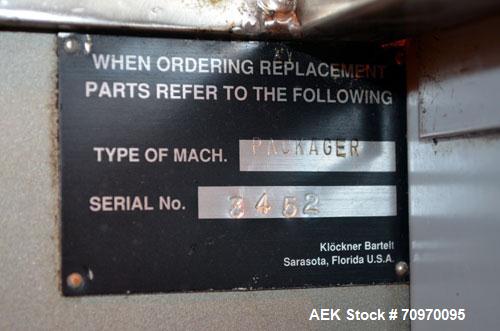 WHEN ORDERING REPLACEMENT
PARTS REFER TO THE FOLLOWING
TYPE OF MACH. PACKAGER
SERIAL No. 3452
Klöckner Bartelt
Sarasota, Florida U.S.A.
AEK Stock# 70970095